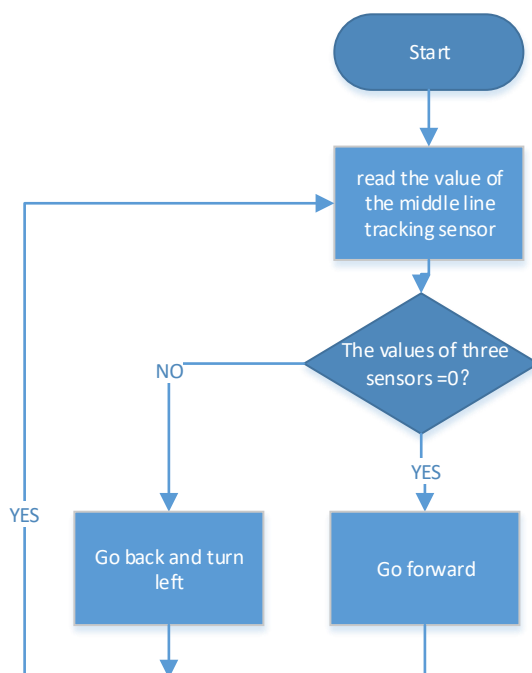 Start
read the value of
the middle line
tracking sensor
The values of three
sensors =0?
NO
YES
YES
Go back and turn
left
Go forward